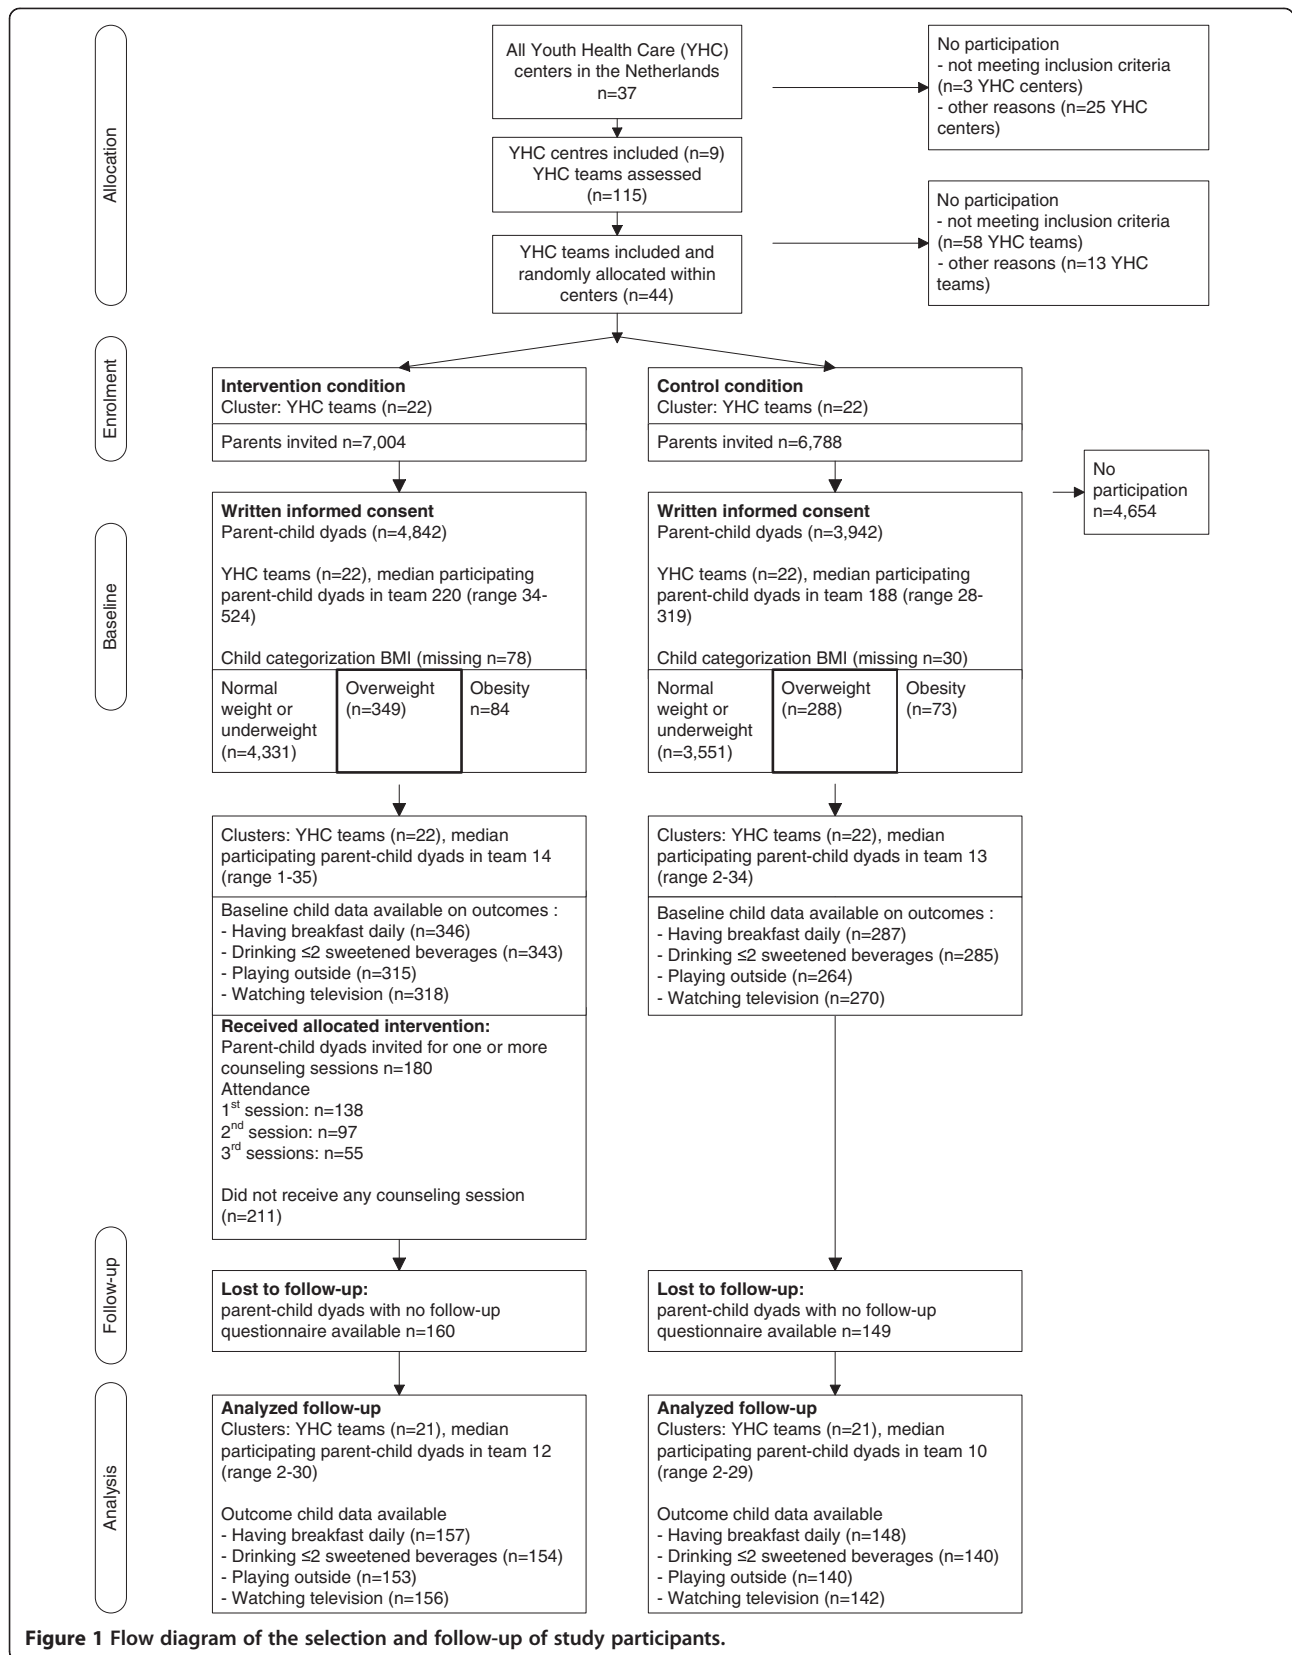 Allocation
All Youth Health Care (YHC)
centers in the Netherlands
n=37
No participation
- not meeting inclusion criteria
(n=3 YHC centers)
- other reasons (n=25 YHC
centers)
YHC centres included (n=9)
YHC teams assessed
(n=115)
No participation
- not meeting inclusion criteria
(n=58 YHC teams)
- other reasons (n=13 YHC
teams)
YHC teams included and
randomly allocated within
centers (n=44)
Enrolment
Intervention condition
Cluster: YHC teams (n=22)
Parents invited n=7,004
Control condition
Cluster: YHC teams (n=22)
Parents invited n=6,788
No
participation
n=4,654
Baseline
Written informed consent
Parent-child dyads (n=4,842)
YHC teams (n=22), median participating
parent-child dyads in team 220 (range 34-
524)
Child categorization BMI (missing n=78)
Normal
weight or
underweight
(n=4,331)
Overweight
(n=349)
Obesity
n=84
Written informed consent
Parent-child dyads (n=3,942)
YHC teams (n=22), median participating
parent-child dyads in team 188 (range 28-
319)
Child categorization BMI (missing n=30)
Normal
weight or
underweight
(n=3,551)
Overweight
(n=288)
Obesity
(n=73)
Clusters: YHC teams (n=22), median
participating parent-child dyads in team 14
(range 1-35)
Baseline child data available on outcomes :
- Having breakfast daily (n=346)
- Drinking ≤2 sweetened beverages (n=343)
- Playing outside (n=315)
- Watching television (n=318)
Received allocated intervention:
Parent-child dyads invited for one or more
counseling sessions n=180
Attendance
1st session: n=138
2nd session: n=97
3rd sessions: n=55
Did not receive any counseling session
(n=211)
Clusters: YHC teams (n=22), median
participating parent-child dyads in team 13
(range 2-34)
Baseline child data available on outcomes :
- Having breakfast daily (n=287)
- Drinking ≤2 sweetened beverages (n=285)
- Playing outside (n=264)
- Watching television (n=270)
Follow-up
Lost to follow-up:
parent-child dyads with no follow-up
questionnaire available n=160
Lost to follow-up:
parent-child dyads with no follow-up
questionnaire available n=149
Analysis
Analyzed follow-up
Clusters: YHC teams (n=21), median
participating parent-child dyads in team 12
(range 2-30)
Outcome child data available
- Having breakfast daily (n=157)
- Drinking ≤2 sweetened beverages (n=154)
- Playing outside (n=153)
- Watching television (n=156)
Analyzed follow-up
Clusters: YHC teams (n=21), median
participating parent-child dyads in team 10
(range 2-29)
Outcome child data available
- Having breakfast daily (n=148)
- Drinking ≤2 sweetened beverages (n=140)
- Playing outside (n=140)
- Watching television (n=142)
Figure 1 Flow diagram of the selection and follow-up of study participants.